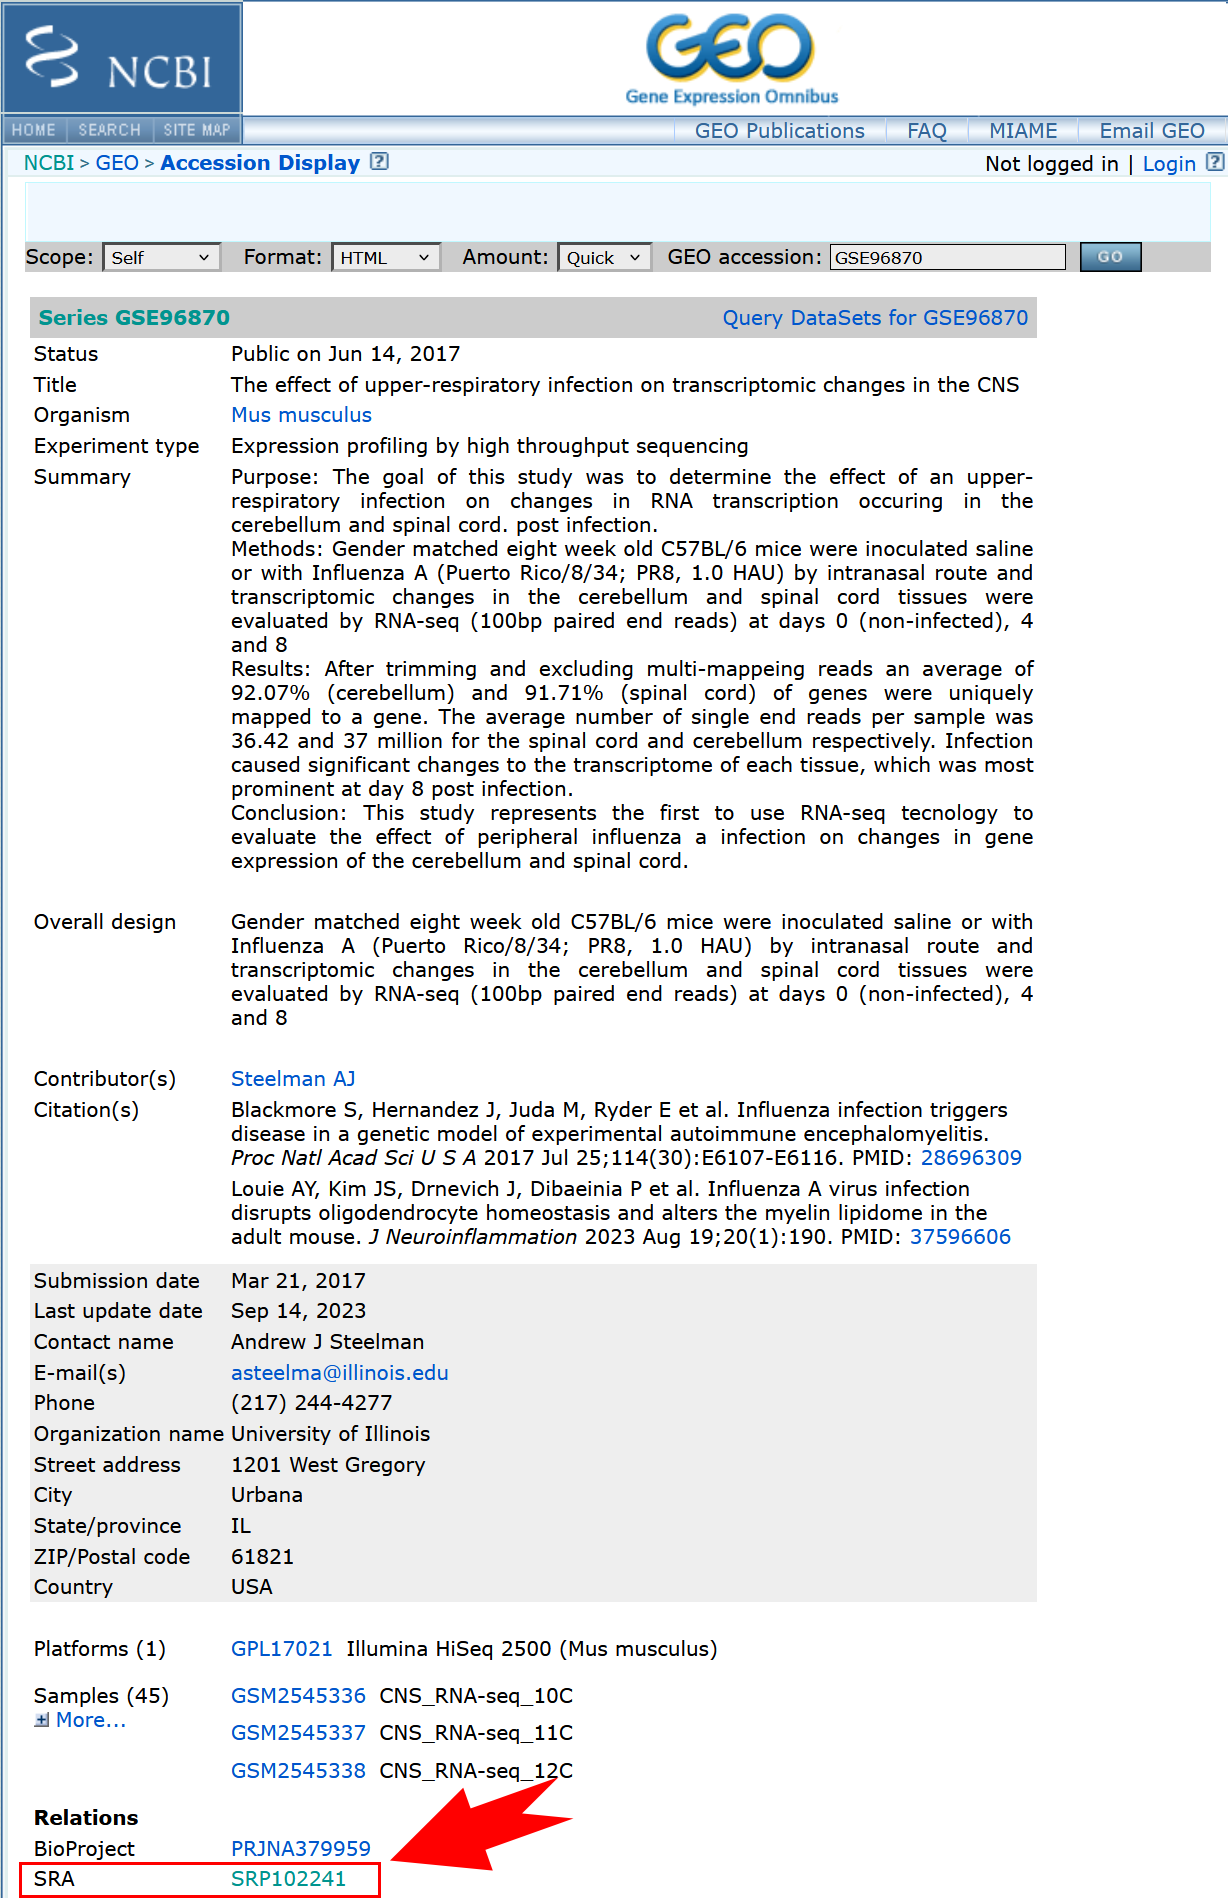 NCBI
GEO
Gene Expression Omnibus
HOME SEARCH SITE MAP
GEO Publications FAQ MIAME Email GEO
NCBI > GEO > Accession Display ?
Not logged in | Login ?
Scope: Self Format: HTML Amount: Quick GEO accession: GSE96870 GO
Series GSE96870 Query DataSets for GSE96870
Status Public on Jun 14, 2017
Title The effect of upper-respiratory infection on transcriptomic changes in the CNS
Organism Mus musculus
Experiment type Expression profiling by high throughput sequencing
Summary Purpose: The goal of this study was to determine the effect of an upper-
respiratory infection on changes in RNA transcription occuring in the
cerebellum and spinal cord. post infection.
Methods: Gender matched eight week old C57BL/6 mice were inoculated saline
or with Influenza A (Puerto Rico/8/34; PR8, 1.0 HAU) by intranasal route and
transcriptomic changes in the cerebellum and spinal cord tissues were
evaluated by RNA-seq (100bp paired end reads) at days 0 (non-infected), 4
and 8
Results: After trimming and excluding multi-mappeing reads an average of
92.07% (cerebellum) and 91.71% (spinal cord) of genes were uniquely
mapped to a gene. The average number of single end reads per sample was
36.42 and 37 million for the spinal cord and cerebellum respectively. Infection
caused significant changes to the transcriptome of each tissue, which was most
prominent at day 8 post infection.
Conclusion: This study represents the first to use RNA-seq tecnology to
evaluate the effect of peripheral influenza a infection on changes in gene
expression of the cerebellum and spinal cord.
Overall design Gender matched eight week old C57BL/6 mice were inoculated saline or with
Influenza A (Puerto Rico/8/34; PR8, 1.0 HAU) by intranasal route and
transcriptomic changes in the cerebellum and spinal cord tissues were
evaluated by RNA-seq (100bp paired end reads) at days 0 (non-infected), 4
and 8
Contributor(s) Steelman AJ
Citation(s) Blackmore S, Hernandez J, Juda M, Ryder E et al. Influenza infection triggers
disease in a genetic model of experimental autoimmune encephalomyelitis.
Proc Natl Acad Sci U S A 2017 Jul 25;114(30):E6107-E6116. PMID: 28696309
Louie AY, Kim JS, Drnevich J, Dibaeinia P et al. Influenza A virus infection
disrupts oligodendrocyte homeostasis and alters the myelin lipidome in the
adult mouse. J Neuroinflammation 2023 Aug 19;20(1):190. PMID: 37596606
Submission date Mar 21, 2017
Last update date Sep 14, 2023
Contact name Andrew J Steelman
E-mail(s) asteelma@illinois.edu
Phone (217) 244-4277
Organization name University of Illinois
Street address 1201 West Gregory
City Urbana
State/province IL
ZIP/Postal code 61821
Country USA
Platforms (1) GPL17021 Illumina HiSeq 2500 (Mus musculus)
Samples (45) GSM2545336 CNS_RNA-seq_10C
More...
GSM2545337 CNS_RNA-seq_11C
GSM2545338 CNS_RNA-seq_12C
Relations
BioProject PRJNA379959
SRA SRP102241